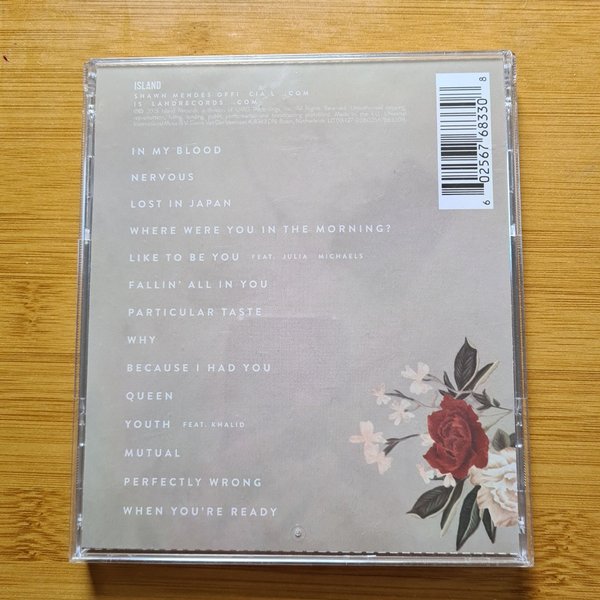 ISLAND
SHAWN MENDES OFFI CIAL .COM
IS LANDRECORDS .COM
IN MY BLOOD
NERVOUS
LOST IN JAPAN
WHERE WERE YOU IN THE MORNING?
LIKE TO BE YOU FEAT. JULIA MICHAELS
FALLIN' ALL IN YOU
PARTICULAR TASTE
WHY
BECAUSE I HAD YOU
QUEEN
YOUTH FEAT. KHALID
MUTUAL
PERFECTLY WRONG
WHEN YOU'RE READY
6 02567 68330 8